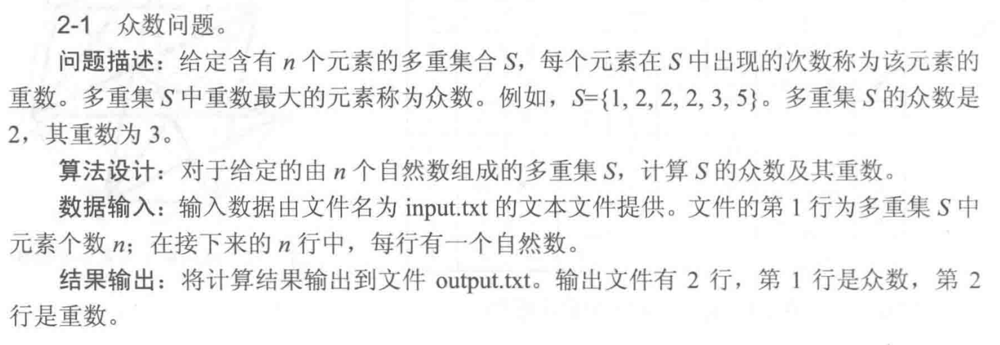 2-1 众数问题。
问题描述：给定含有 n 个元素的多重集合 S，每个元素在 S 中出现的次数称为该元素的
重数。多重集 S 中重数最大的元素称为众数。例如，S={1, 2, 2, 2, 3, 5}。多重集 S 的众数是
2，其重数为 3。
算法设计：对于给定的由 n 个自然数组成的多重集 S，计算 S 的众数及其重数。
数据输入：输入数据由文件名为 input.txt 的文本文件提供。文件的第 1 行为多重集 S 中
元素个数 n；在接下来的 n 行中，每行有一个自然数。
结果输出：将计算结果输出到文件 output.txt。输出文件有 2 行，第 1 行是众数，第 2
行是重数。